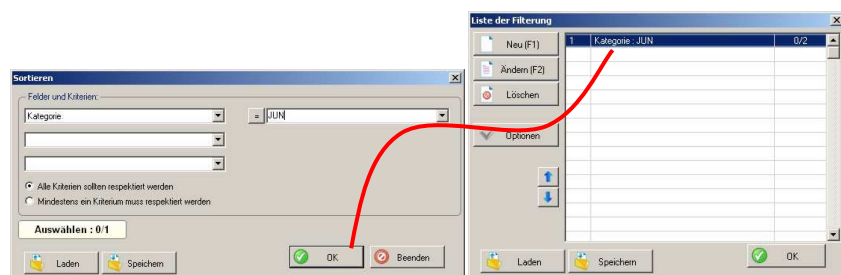 Sortieren
Felder und Kriterien:
Kategorie
= JUN
Alle Kriterien sollten respektiert werden
Mindestens ein Kriterium muss respektiert werden
Auswählen : 0/1
Laden
Speichern
OK
Beenden
Liste der Filterung
Neu (F1)
Ändern (F2)
Löschen
Optionen
1 Kategorie : JUN 0/2
Laden
Speichern
OK